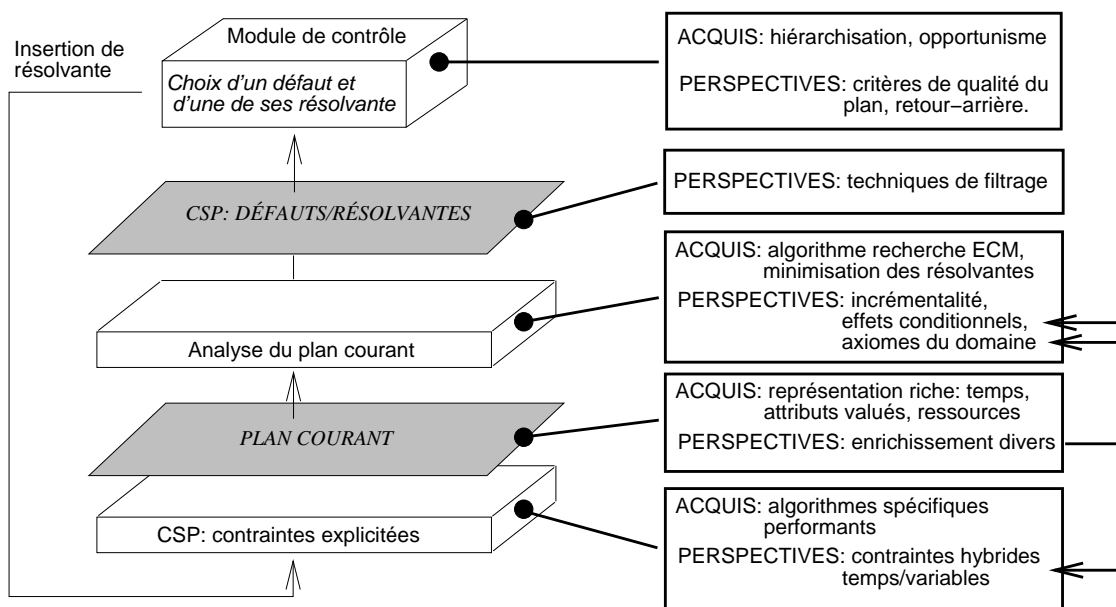 Insertion de
résolvante
Module de contrôle
Choix d'un défaut et
d'une de ses résolvante
ACQUIS: hiérarchisation, opportunisme
PERSPECTIVES: critères de qualité du
plan, retour−arrière.
CSP: DÉFAUTS/RÉSOLVANTES
PERSPECTIVES: techniques de filtrage
Analyse du plan courant
ACQUIS: algorithme recherche ECM,
minimisation des résolvantes
PERSPECTIVES: incrémentalité,
effets conditionnels,
axiomes du domaine
PLAN COURANT
ACQUIS: représentation riche: temps,
attributs valués, ressources
PERSPECTIVES: enrichissement divers
CSP: contraintes explicitées
ACQUIS: algorithmes spécifiques
performants
PERSPECTIVES: contraintes hybrides
temps/variables